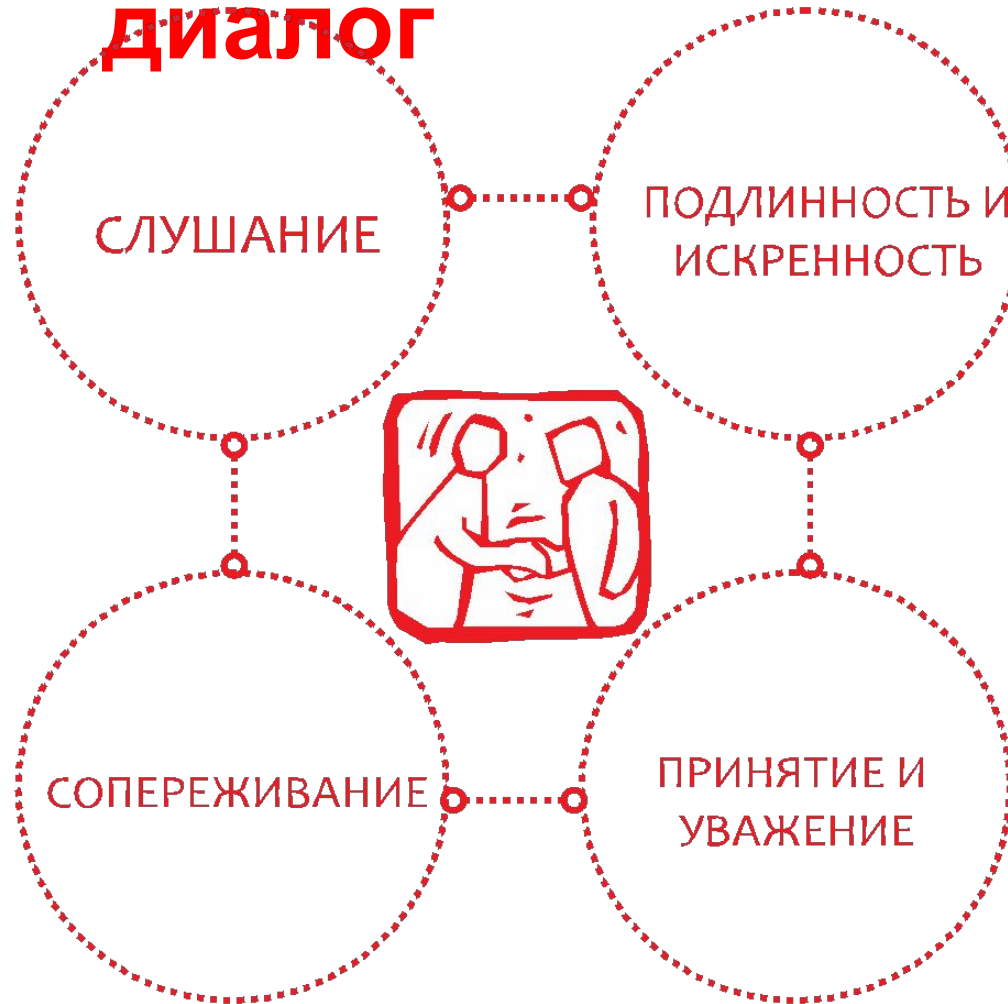 диалог
СЛУШАНИЕ
ПОДЛИННОСТЬ И
ИСКРЕННОСТЬ
СОПЕРЕЖИВАНИЕ
ПРИНЯТИЕ И
УВАЖЕНИЕ